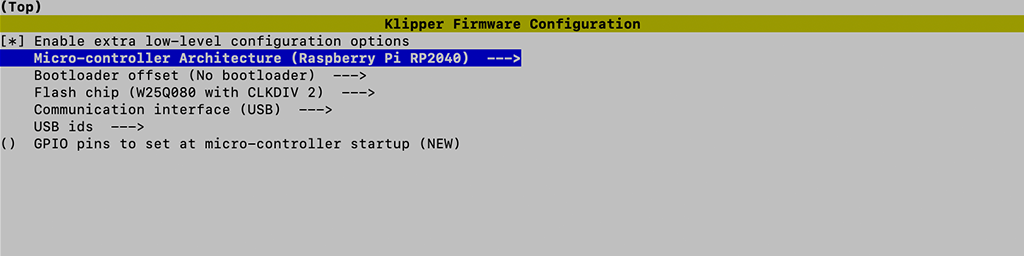 (Top)
Klipper Firmware Configuration
[*] Enable extra low-level configuration options
Micro-controller Architecture (Raspberry Pi RP2040)  --->
Bootloader offset (No bootloader)  --->
Flash chip (W25Q080 with CLKDIV 2)  --->
Communication interface (USB)  --->
USB ids  --->
()  GPIO pins to set at micro-controller startup (NEW)